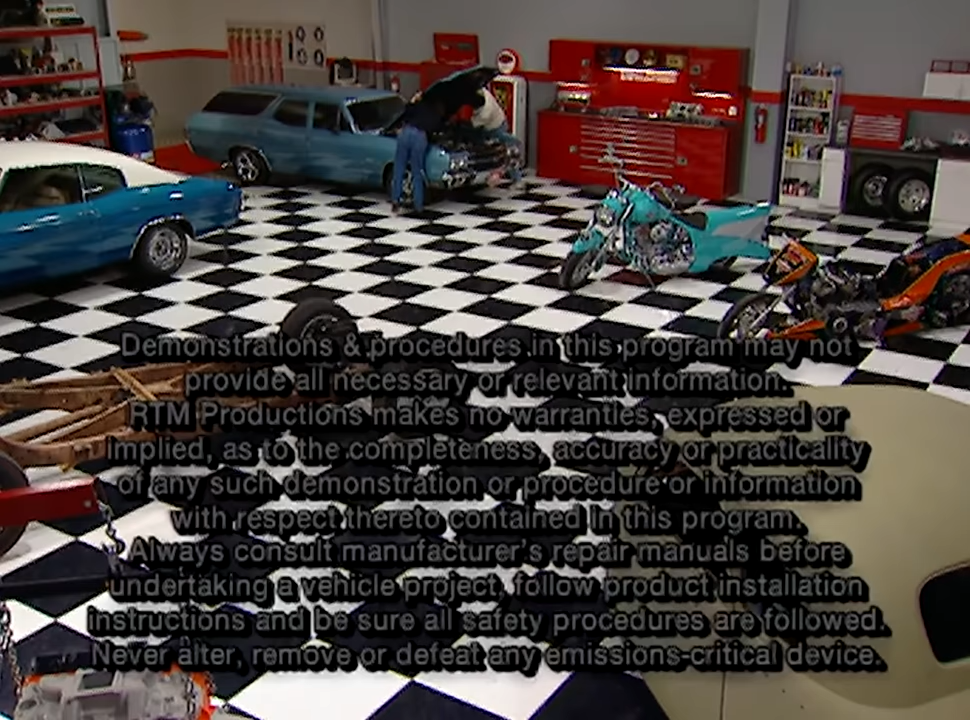 Demonstrations & procedures in this program may not
provide all necessary or relevant information.
RTM Productions makes no warranties, expressed or
implied, as to the completeness, accuracy or practicality
of any such demonstration or procedure or information
with respect thereto contained in this program.
Always consult manufacturer's repair manuals before
undertaking a vehicle project, follow product installation
instructions and be sure all safety procedures are followed.
Never alter, remove or defeat any emissions-critical device.